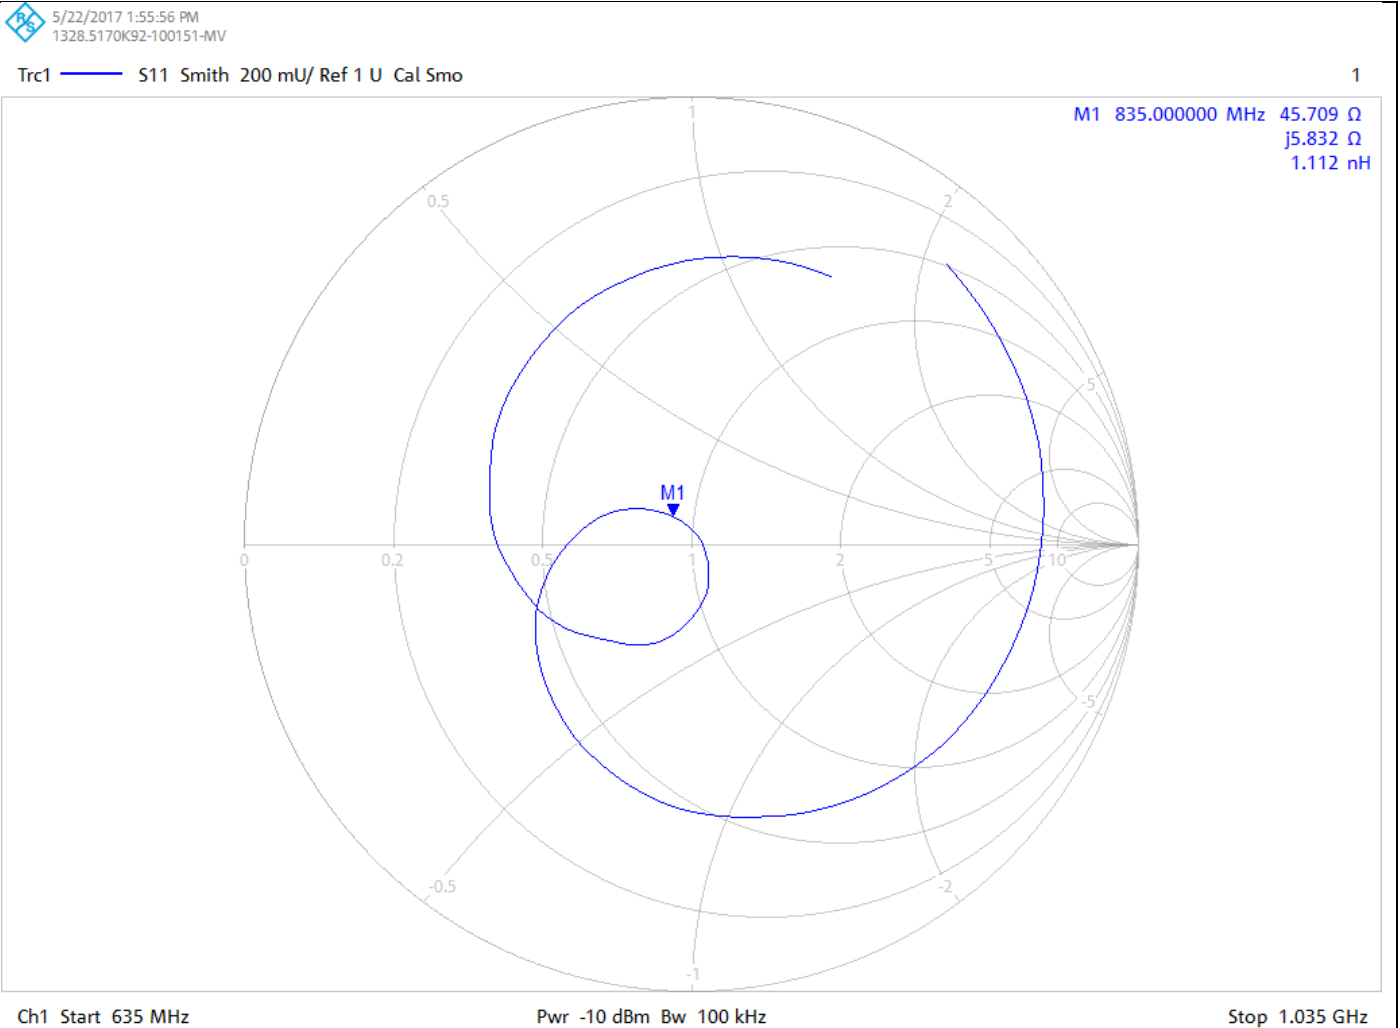 R S
5/22/2017 1:55:56 PM
1328.5170K92-100151-MV
Trc1 S11 Smith 200 mU/ Ref 1 U Cal Smo 1
M1 835.000000 MHz 45.709 Ω
j5.832 Ω
1.112 nH
1
0.5 2
5
M1
0 0.2 0.5 1 2 5 10
-5
-0.5 -2
-1
Ch1 Start 635 MHz Pwr -10 dBm Bw 100 kHz Stop 1.035 GHz